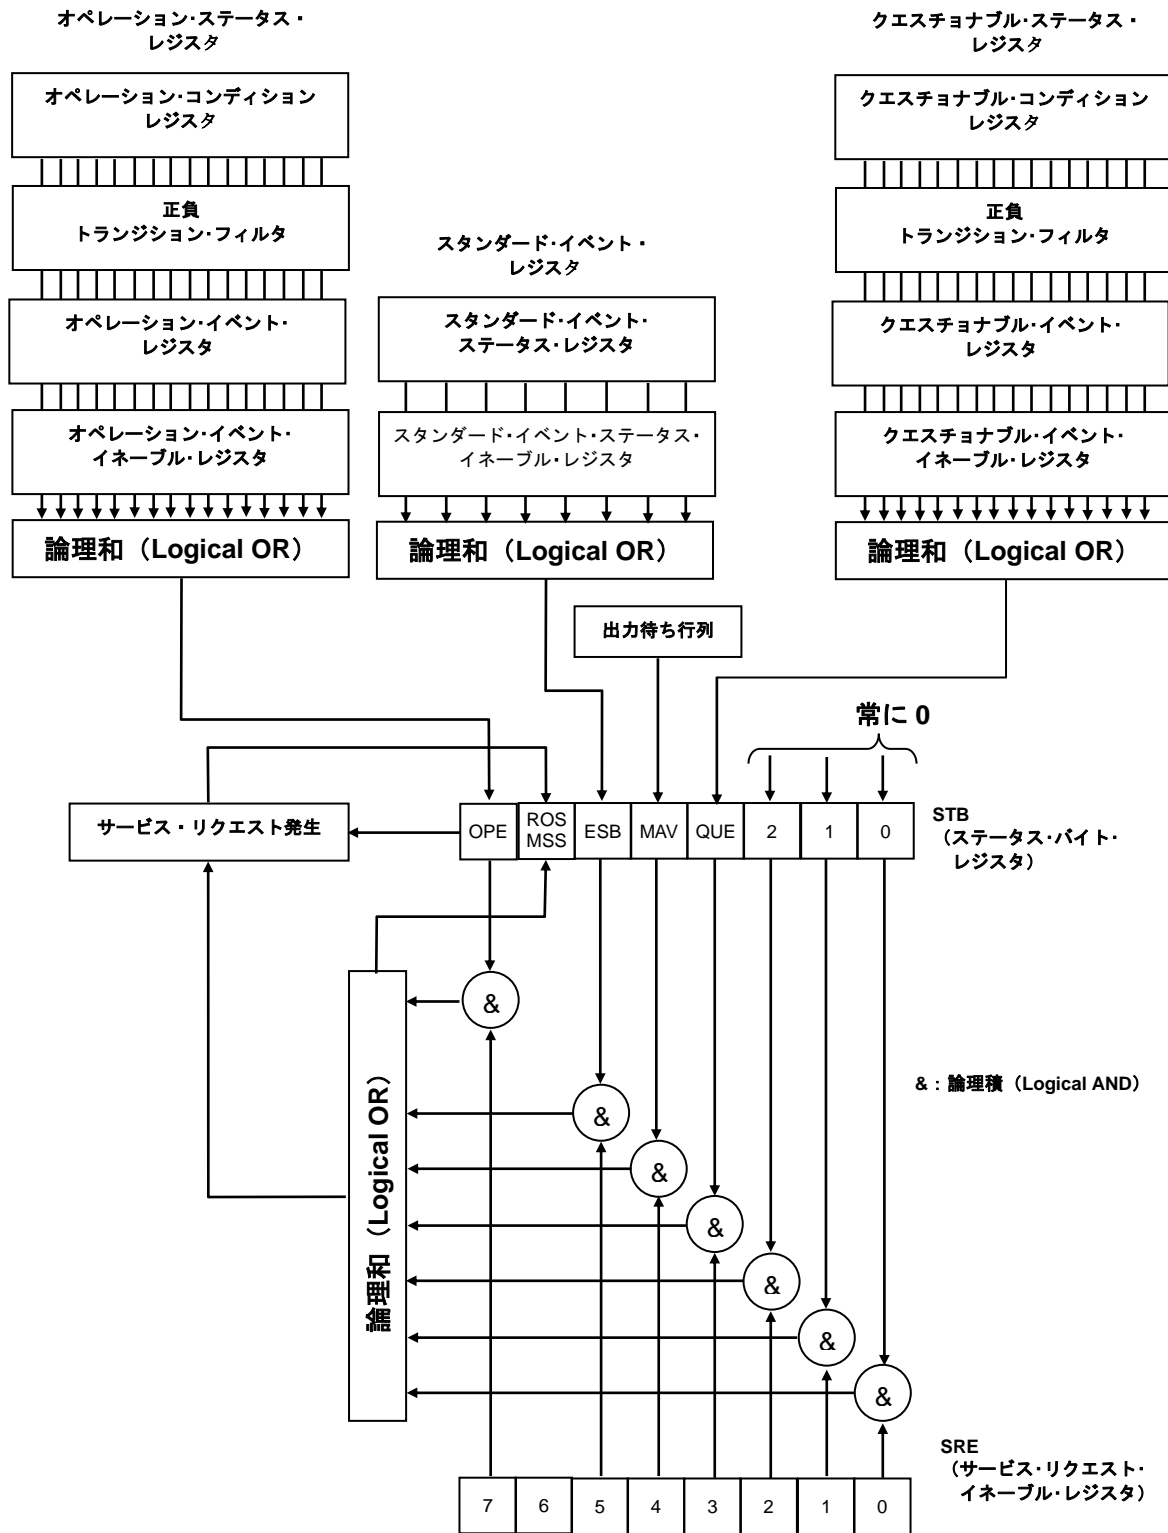 オペレーション・ステータス・
レジスタ
オペレーション・コンディション
レジスタ
正負
トランジション・フィルタ
オペレーション・イベント・
レジスタ
オペレーション・イベント・
イネーブル・レジスタ
論理和（Logical OR）
スタンダード・イベント・
レジスタ
スタンダード・イベント・
ステータス・レジスタ
スタンダード・イベント・ステータス・
イネーブル・レジスタ
論理和（Logical OR）
クエスチョナブル・ステータス・
レジスタ
クエスチョナブル・コンディション
レジスタ
正負
トランジション・フィルタ
クエスチョナブル・イベント・
レジスタ
クエスチョナブル・イベント・
イネーブル・レジスタ
論理和（Logical OR）
出力待ち行列
常に 0
サービス・リクエスト発生
OPE
ROS
MSS
ESB
MAV
QUE
2
1
0
STB
（ステータス・バイト・
レジスタ）
&
&
&
&
&
&
&
論理和（Logical OR）
&：論理積（Logical AND）
SRE
（サービス・リクエスト・
イネーブル・レジスタ）
7
6
5
4
3
2
1
0